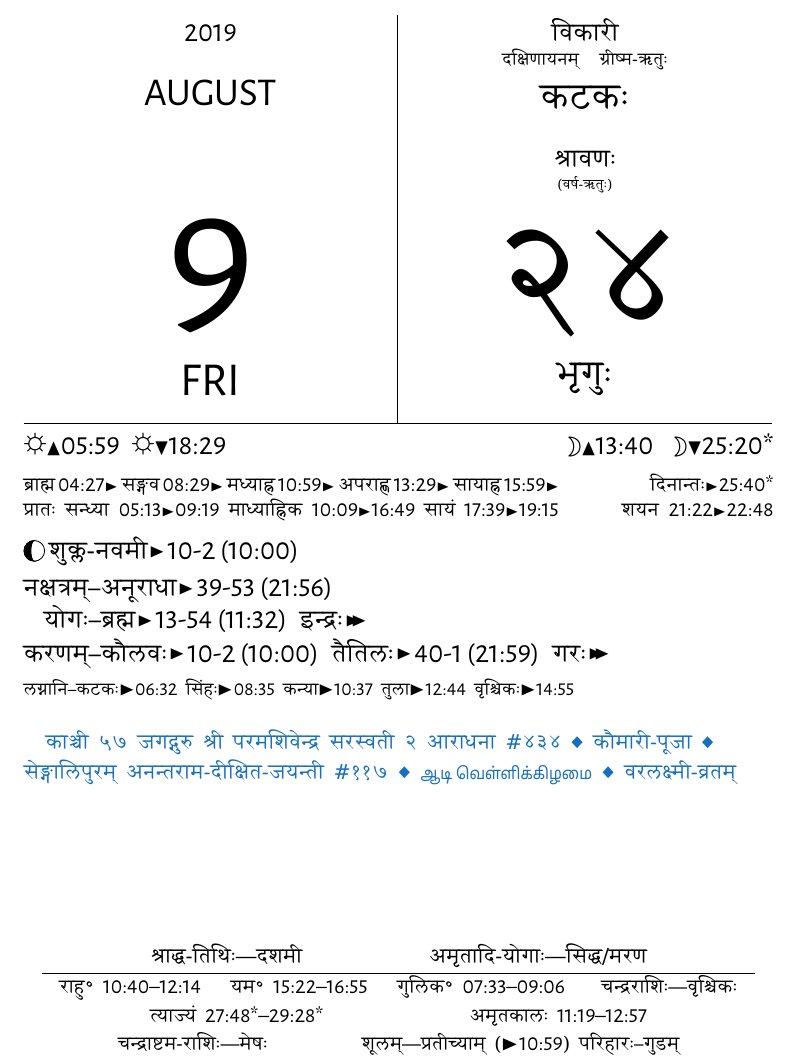 2019
AUGUST
9
FRI
विकारी
दक्षिणायनम् ग्रीष्म-ऋतुः
कटकः
श्रावणः
(वर्ष-ऋतुः)
२४
भृगुः
☼▲05:59 ☼▼18:29 ☽▲13:40 ☽▼25:20*
ब्राह्म 04:27► सङ्गव 08:29► मध्याह्न 10:59► अपराह्ण 13:29► सायाह्न 15:59► दिनान्तः►25:40*
प्रातः सन्ध्या 05:13►09:19 माध्याह्निक 10:09►16:49 सायं 17:39►19:15 शयन 21:22►22:48
🌓शुक्ल-नवमी►10-2 (10:00)
नक्षत्रम्–अनूराधा►39-53 (21:56)
योगः–ब्रह्म►13-54 (11:32) इन्द्रः►►
करणम्–कौलवः►10-2 (10:00) तैतिलः►40-1 (21:59) गरः►►
लग्नानि–कटकः►06:32 सिंहः►08:35 कन्या►10:37 तुला►12:44 वृश्चिकः►14:55
काञ्ची ५७ जगद्गुरु श्री परमशिवेन्द्र सरस्वती २ आराधना #४३४ ◆ कौमारी-पूजा ◆
सेङ्गालिपुरम् अनन्तराम-दीक्षित-जयन्ती #११७ ◆ ஆடி வெள்ளிக்கிழமை ◆ वरलक्ष्मी-व्रतम्
श्राद्ध-तिथिः—दशमी अमृतादि-योगाः—सिद्ध/मरण
राहु॰ 10:40–12:14 यम॰ 15:22–16:55 गुलिक॰ 07:33–09:06 चन्द्रराशिः—वृश्चिकः
त्याज्यं 27:48*–29:28* अमृतकालः 11:19–12:57
चन्द्राष्टम-राशिः—मेषः शूलम्—प्रतीच्याम् (►10:59) परिहारः–गुडम्